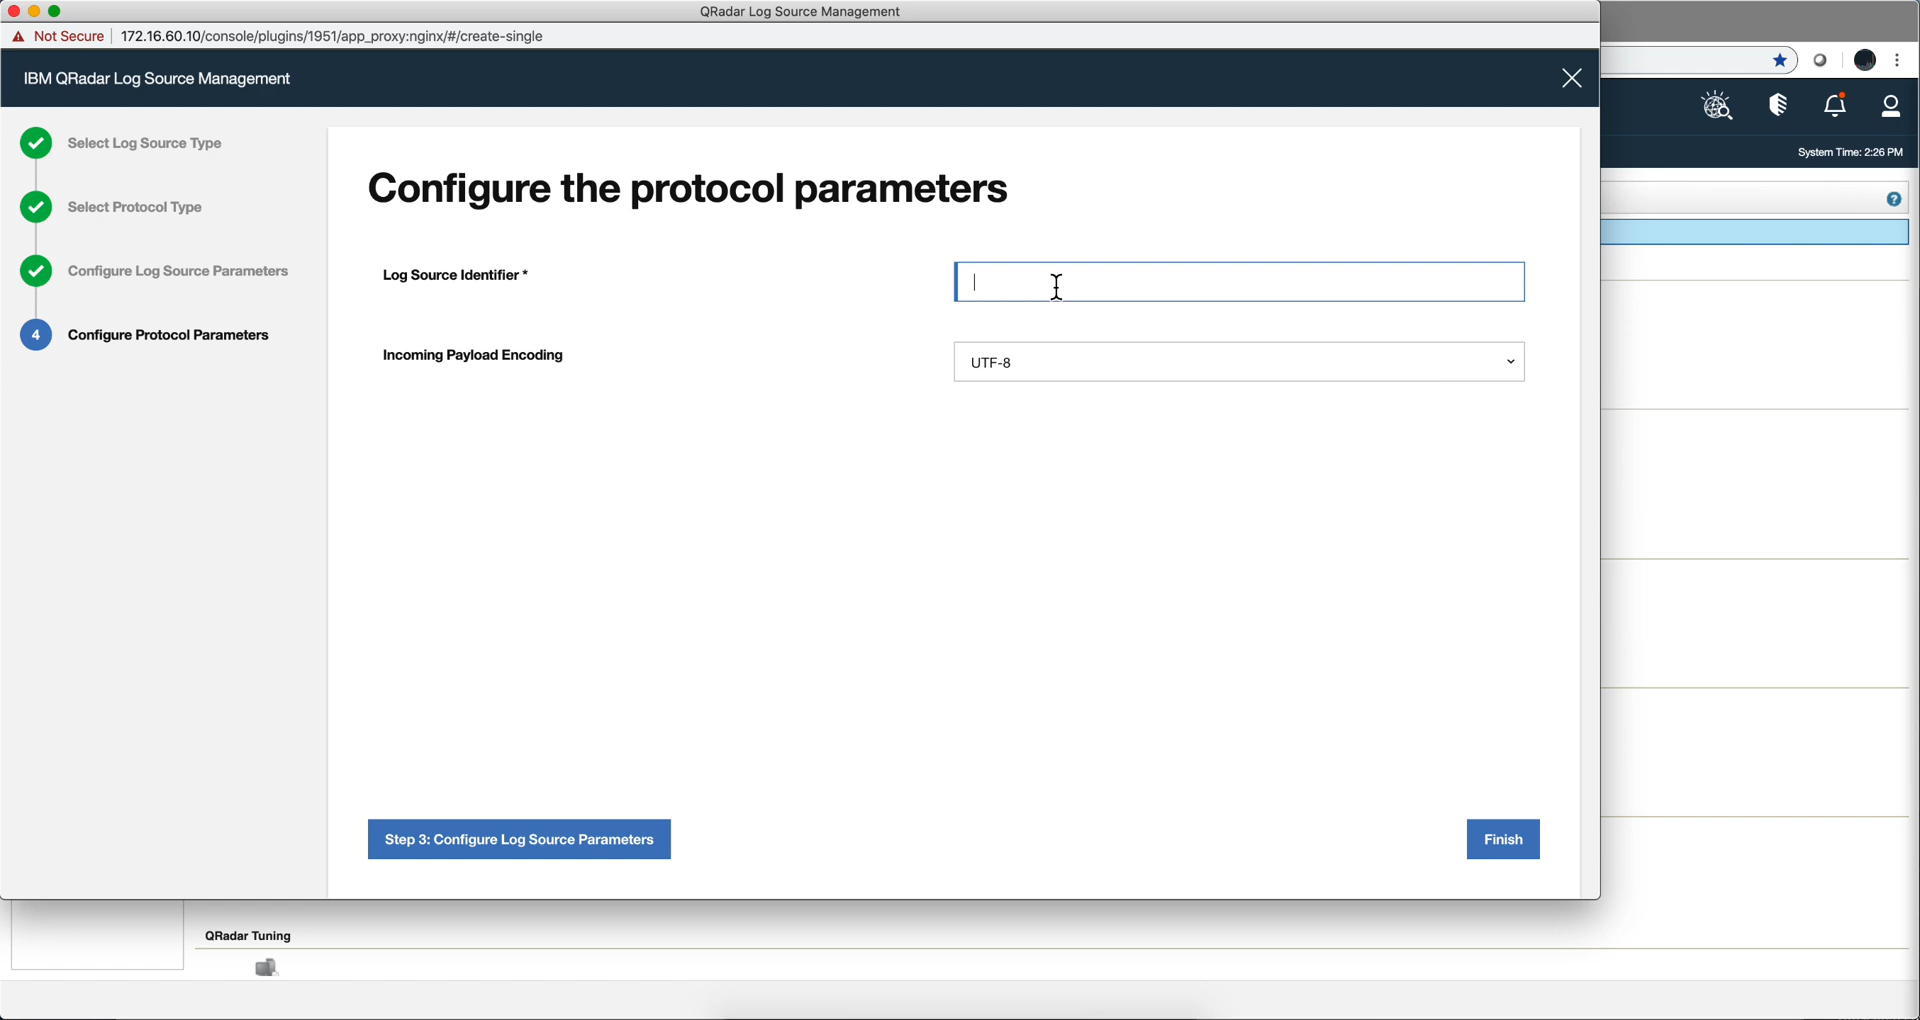 QRadar Log Source Management
Not Secure 172.16.60.10/console/plugins/1951/app_proxy:nginx/#/create-single
IBM QRadar Log Source Management
System Time: 2:26 PM
Select Log Source Type
Select Protocol Type
Configure Log Source Parameters
4 Configure Protocol Parameters
Configure the protocol parameters
Log Source Identifier *
Incoming Payload Encoding
UTF-8
Step 3: Configure Log Source Parameters
Finish
?
QRadar Tuning